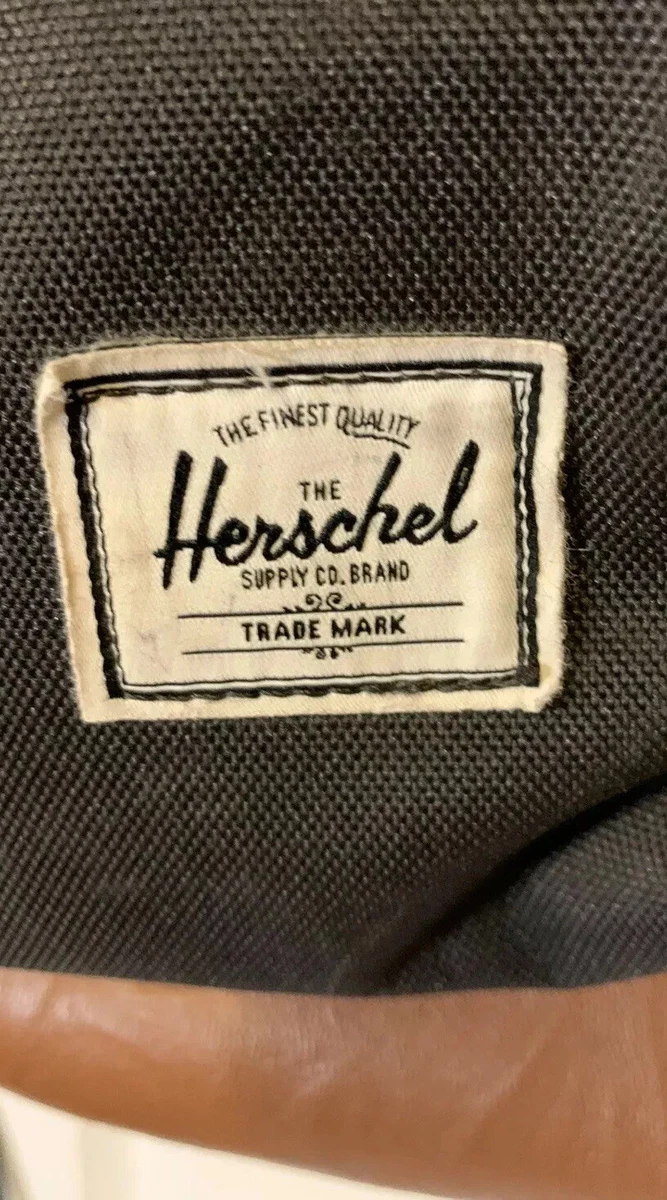 THE FINEST QUALITY
THE
Herschel
SUPPLY CO. BRAND
TRADE MARK